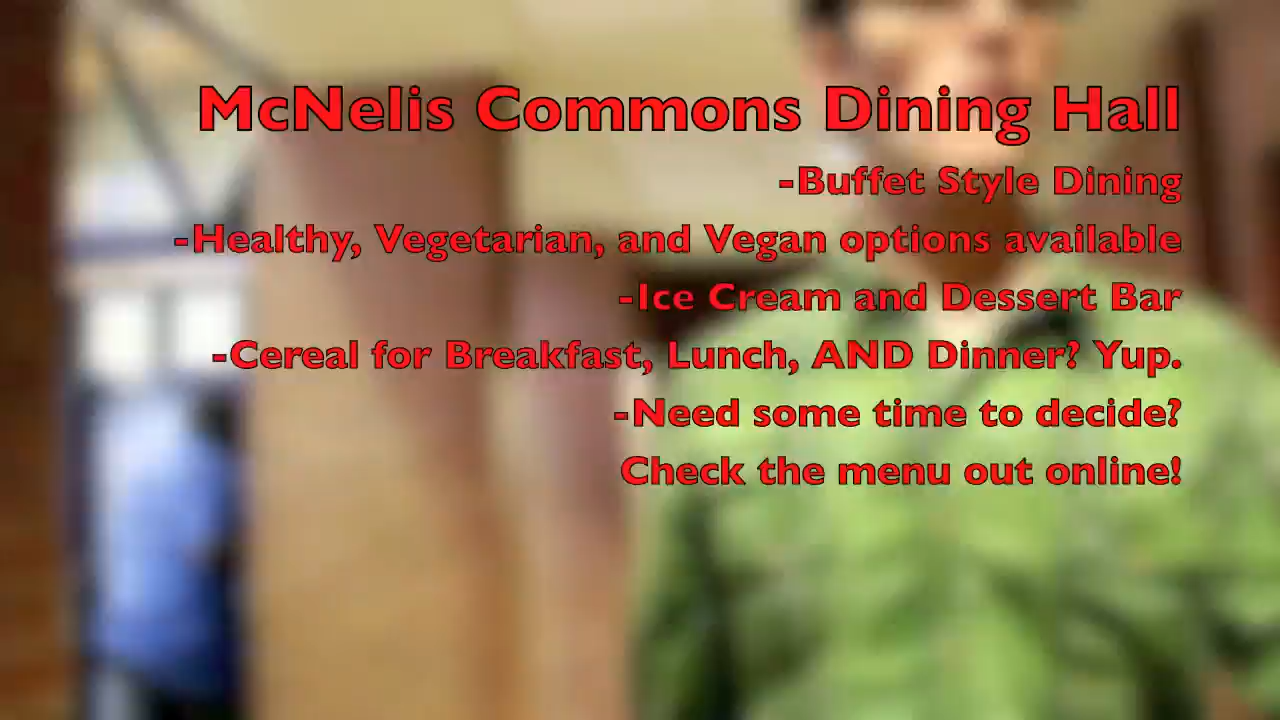 McNelis Commons Dining Hall
-Buffet Style Dining
-Healthy, Vegetarian, and Vegan options available
-Ice Cream and Dessert Bar
-Cereal for Breakfast, Lunch, AND Dinner? Yup.
-Need some time to decide?
Check the menu out online!